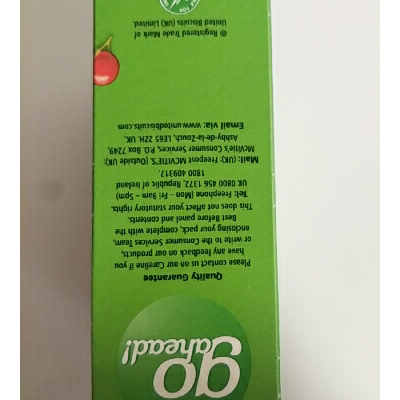 go
ahead!
Quality Guarantee
Please contact us on our Careline if you
have any feedback on our products,
or write to the Consumer Services Team,
enclosing your pack, complete with the
Best Before panel and contents.
This does not affect your statutory rights.
Tel: Freephone (Mon - Fri 9am - 5pm)
UK 0800 456 1372, Republic of Ireland
1800 409317.
Mail: (UK): Freepost MCVITIE'S (Outside UK):
McVitie's Consumer Services, P.O. Box 7249,
Ashby-de-la-Zouch, LE65 2ZH. UK.
Email via: www.unitedbiscuits.com
® Registered Trade Mark of
United Biscuits (UK) Limited.